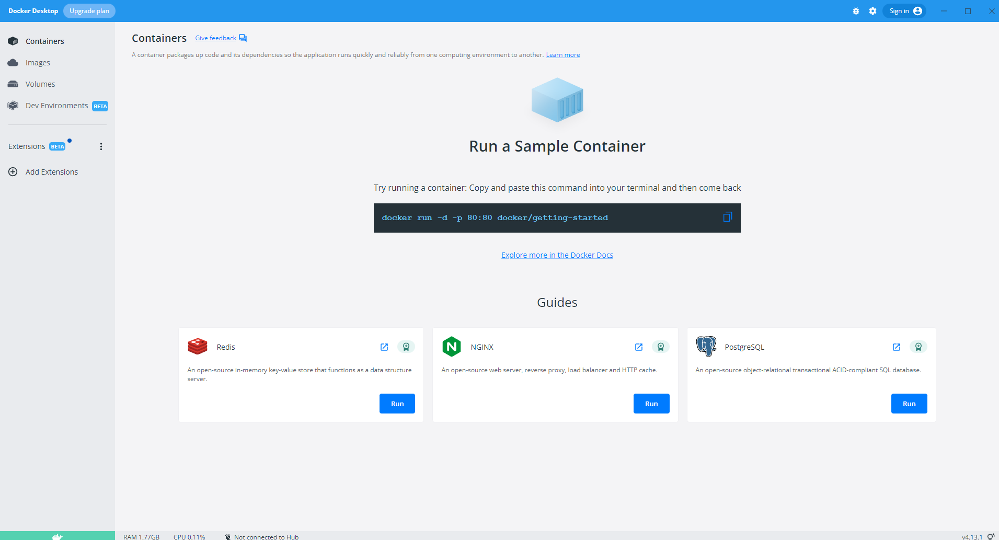 Docker Desktop Upgrade plan Sign in
Containers
Images
Volumes
Dev Environments BETA
Extensions BETA
Add Extensions
Containers Give feedback
A container packages up code and its dependencies so the application runs quickly and reliably from one computing environment to another. Learn more
Run a Sample Container
Try running a container: Copy and paste this command into your terminal and then come back
docker run -d -p 80:80 docker/getting-started
Explore more in the Docker Docs
Guides
Redis
An open-source in-memory key-value store that functions as a data structure
server.
Run
NGINX
An open-source web server, reverse proxy, load balancer and HTTP cache.
Run
PostgreSQL
An open-source object-relational transactional ACID-compliant SQL database.
Run
RAM 1.77GB CPU 0.11% Not connected to Hub v4.13.1